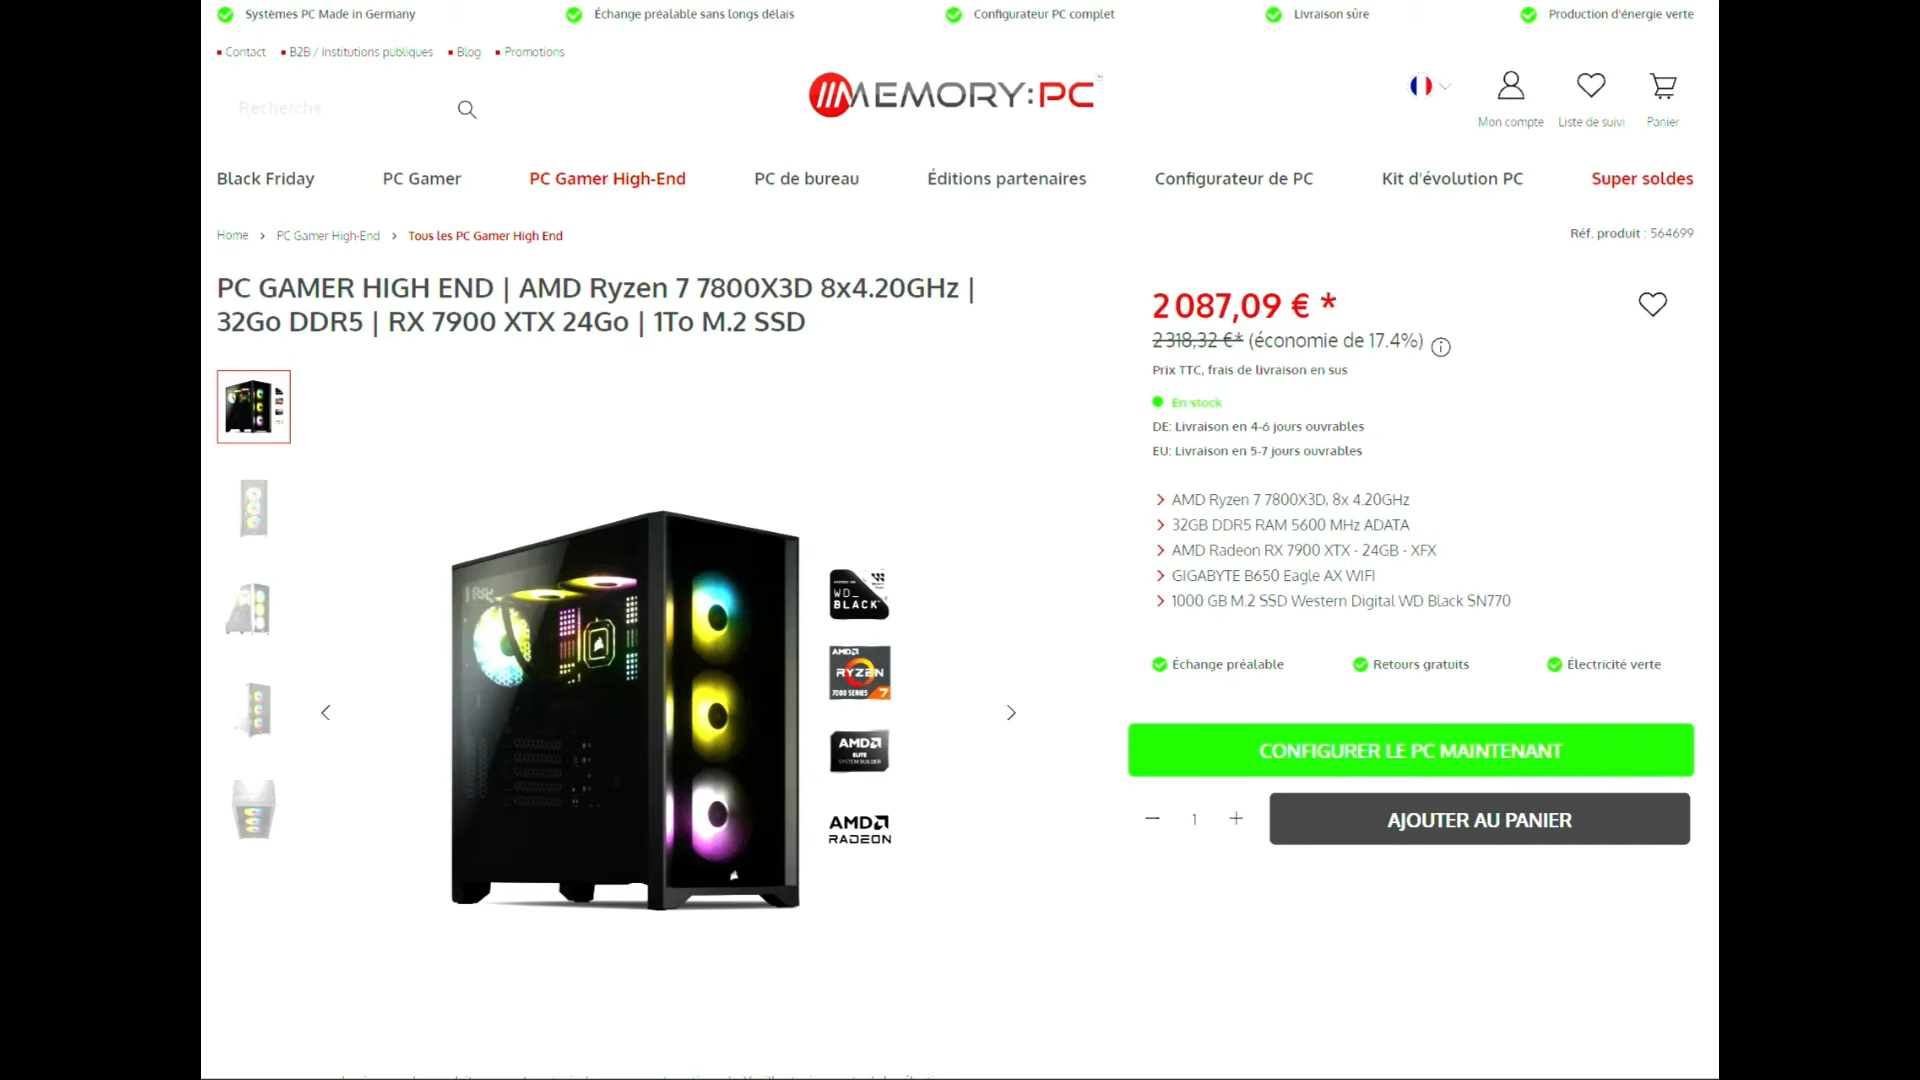 Systèmes PC Made in Germany
Échange préalable sans longs délais
Configurateur PC complet
Livraison sûre
Production d'énergie verte
Contact
B2B / institutions publiques
Blog
Promotions
Recherche
MEMORY:PC
Mon compte
Liste de suivi
Panier
Black Friday
PC Gamer
PC Gamer High-End
PC de bureau
Éditions partenaires
Configurateur de PC
Kit d'évolution PC
Super soldes
Home > PC Gamer High-End > Tous les PC Gamer High End
Réf. produit : 564699
PC GAMER HIGH END | AMD Ryzen 7 7800X3D 8x4.20GHz |
32Go DDR5 | RX 7900 XTX 24Go | 1To M.2 SSD
2 087,09 € *
2 318,32 €* (économie de 17.4%)
Prix TTC, frais de livraison en sus
En stock
DE: Livraison en 4-6 jours ouvrables
EU: Livraison en 5-7 jours ouvrables
AMD Ryzen 7 7800X3D, 8x 4.20GHz
32GB DDR5 RAM 5600 MHz ADATA
AMD Radeon RX 7900 XTX - 24GB - XFX
GIGABYTE B650 Eagle AX WIFI
1000 GB M.2 SSD Western Digital WD Black SN770
Échange préalable
Retours gratuits
Électricité verte
CONFIGURER LE PC MAINTENANT
1
AJOUTER AU PANIER
WD_
BLACK
AMD
RYZEN
7000 SERIES 7
AMD
ELITE
SYSTEM BUILDER
AMD
RADEON